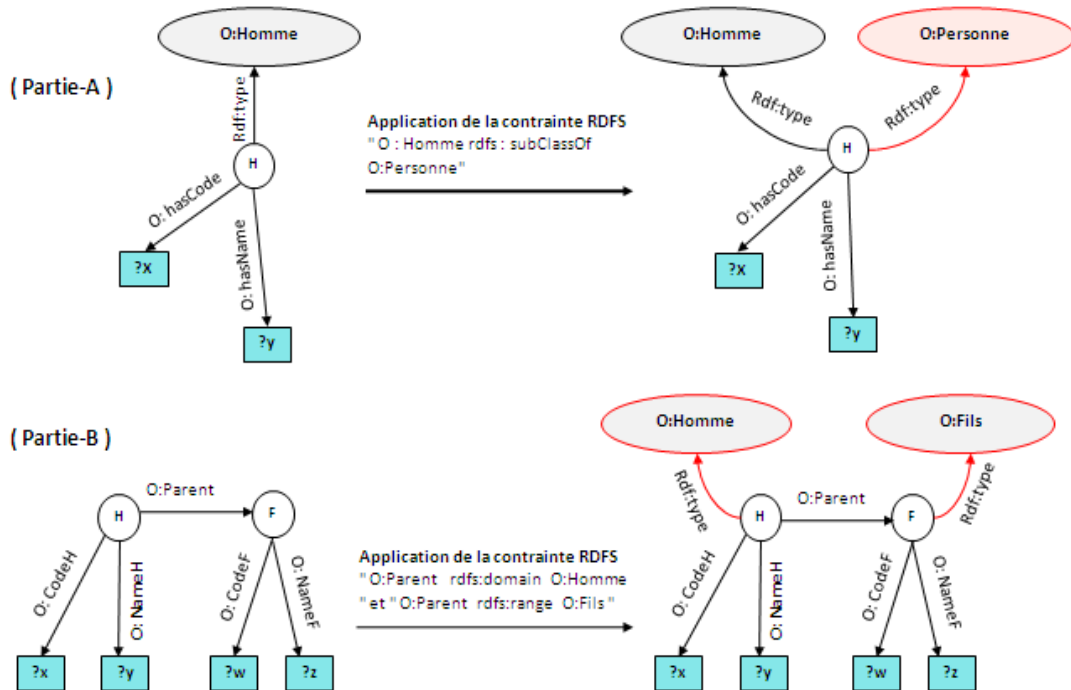 O:Homme
O:Homme
O:Personne
( Partie-A )
Rdf:type
Application de la contrainte RDFS
" O : Homme rdfs : subClassOf
O:Personne"
Rdf:type
Rdf:type
H
H
O: hasCode
O: hasName
O: hasCode
O: hasName
?x
?x
?y
?y
( Partie-B )
O:Homme
O:Fils
O:Parent
Rdf:type
O:Parent
Rdf:type
H
F
H
F
O: CodeH
O: NameH
O: CodeF
O: NameF
Application de la contrainte RDFS
" O:Parent rdfs:domain O:Homme
"et " O:Parent rdfs:range O:Fils "
O: CodeH
O: NameH
O: CodeF
O: NameF
?x
?y
?w
?z
?x
?y
?w
?z